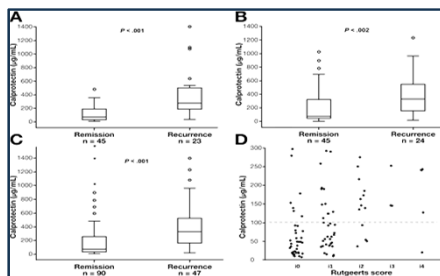 A
P < .001
Calprotectin (µg/mL)
1400
1200
1000
800
600
400
200
0
Remission
n = 45
Recurrence
n = 23
B
P < .002
Calprotectin (µg/mL)
1400
1200
1000
800
600
400
200
0
Remission
n = 45
Recurrence
n = 24
C
P < .001
Calprotectin (µg/mL)
1400
1200
1000
800
600
400
200
0
Remission
n = 90
Recurrence
n = 47
D
Calprotectin (µg/mL)
300
250
200
150
100
50
0
i0
i1
i2
i3
i4
Rutgeerts score